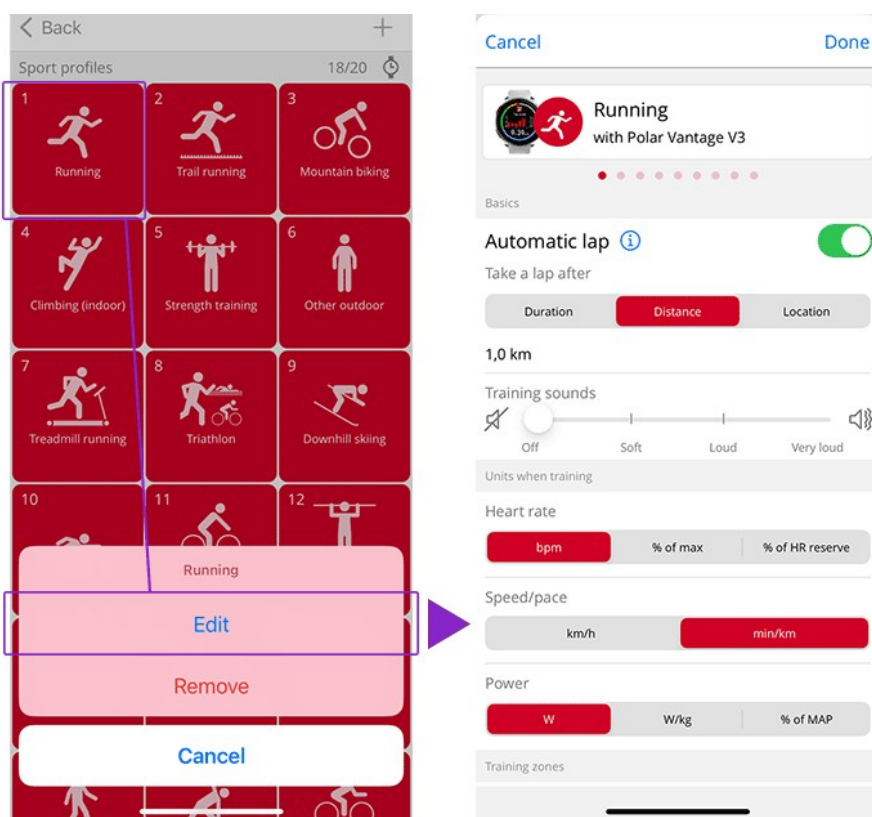 Back
Sport profiles 18/20
1 2 3
Running Trail running Mountain biking
4 5 6
Climbing (indoor) Strength training Other outdoor
7 8 9
Treadmill running Triathlon Downhill skiing
10 11 12
Running
Edit
Remove
Cancel
Cancel Done
Running
with Polar Vantage V3
Basics
Automatic lap
Take a lap after
Duration Distance Location
1,0 km
Training sounds
Off Soft Loud Very loud
Units when training
Heart rate
bpm % of max % of HR reserve
Speed/pace
km/h min/km
Power
W W/kg % of MAP
Training zones